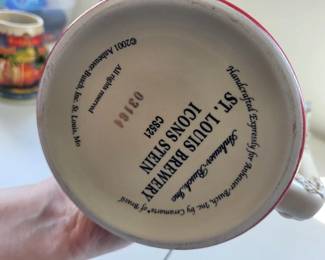 Handcrafted Expressly for Anheuser-Busch, Inc. by Ceramarte® of Brazil
Anheuser-Busch, Inc.
ST. LOUIS BREWERY
ICONS STEIN
CS21
03164
All rights reserved
©2001 Anheuser-Busch, Inc. St. Louis, Mo